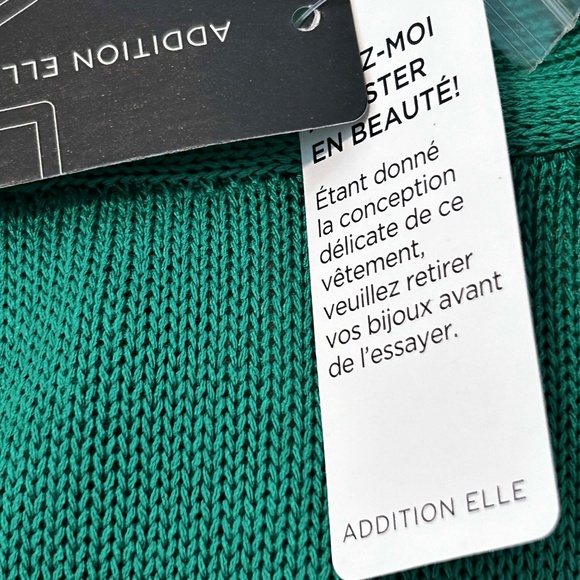 ADDITION ELL
Z-MOI
STER
EN BEAUTÉ!
Étant donné
la conception
délicate de ce
vêtement,
veuillez retirer
vos bijoux avant
de l'essayer.
ADDITION ELLE